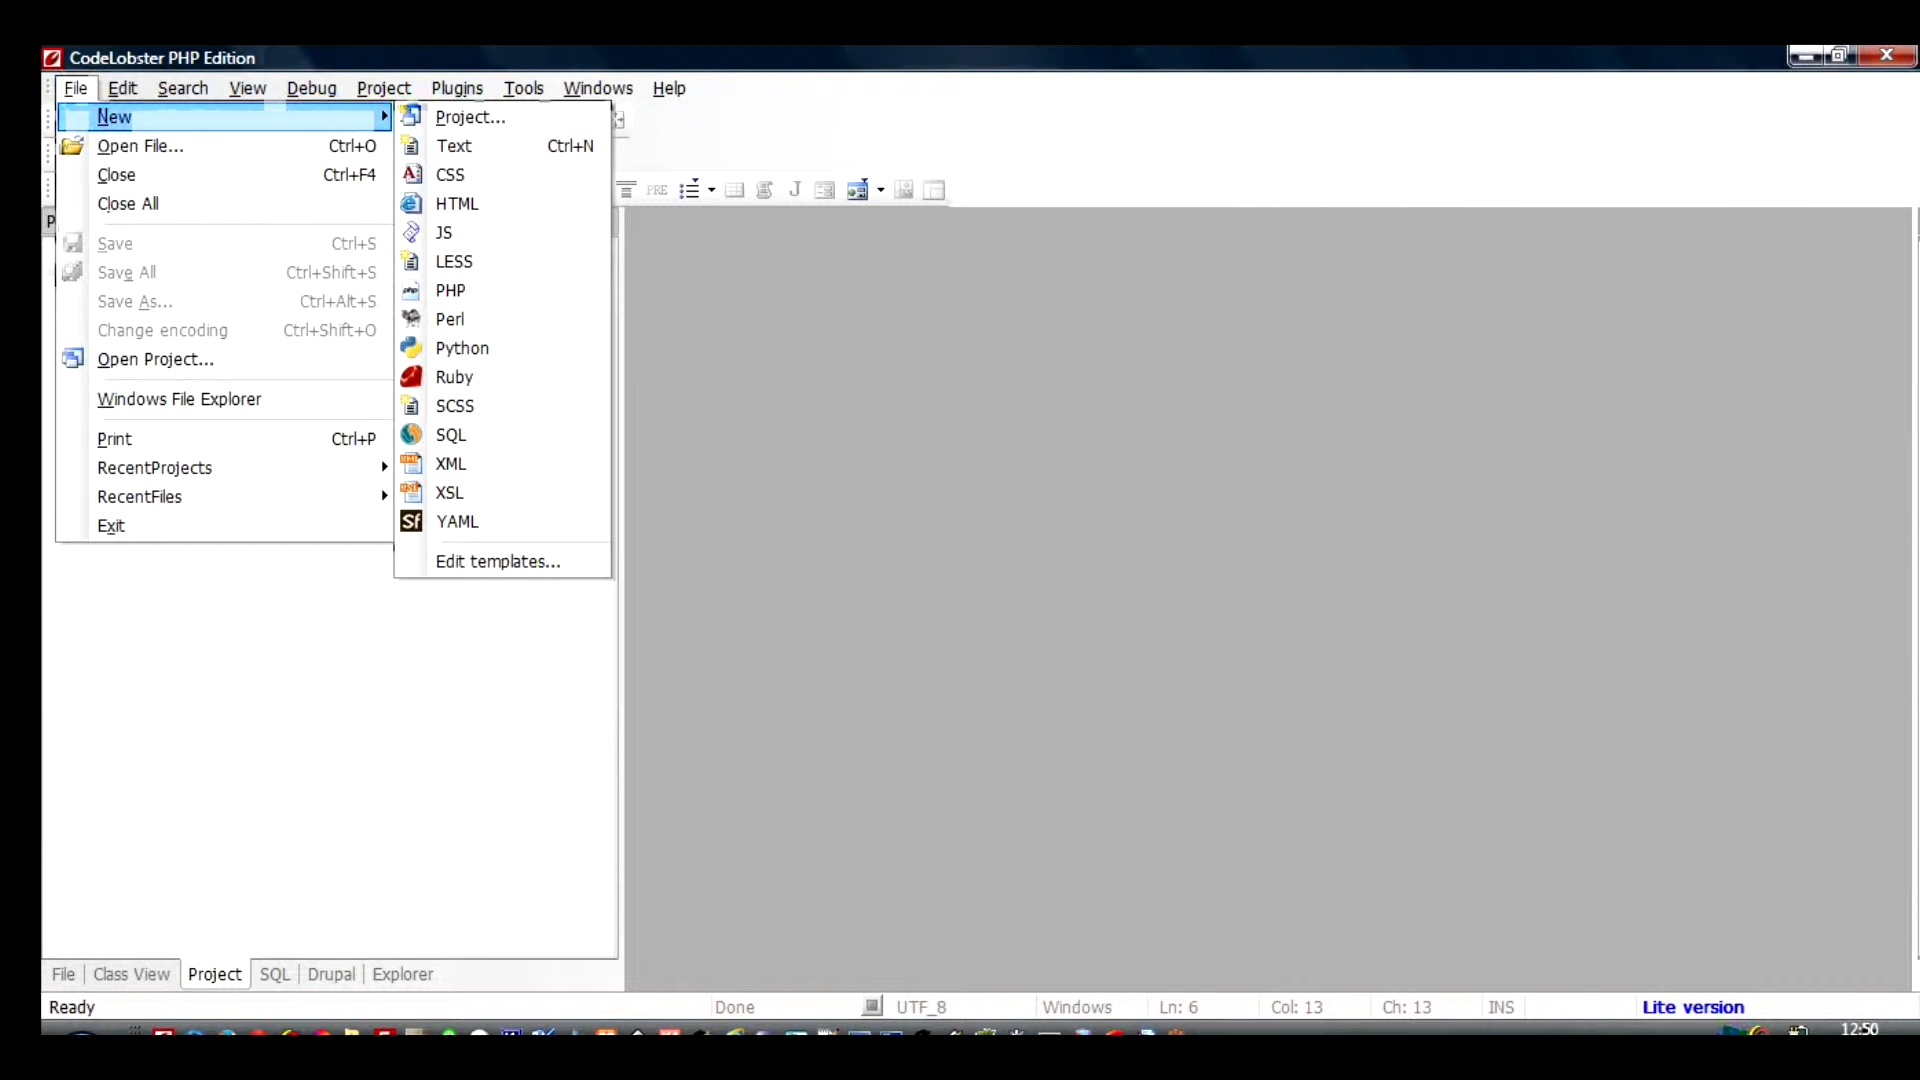 CodeLobster PHP Edition
File Edit Search View Debug Project Plugins Tools Windows Help
New
Open File... Ctrl+O
Close Ctrl+F4
Close All
Save Ctrl+S
Save All Ctrl+Shift+S
Save As... Ctrl+Alt+S
Change encoding Ctrl+Shift+O
Open Project...
Windows File Explorer
Print Ctrl+P
RecentProjects
RecentFiles
Exit
Project...
Text Ctrl+N
CSS
HTML
JS
LESS
PHP
Perl
Python
Ruby
SCSS
SQL
XML
XSL
Sf YAML
Edit templates...
PRE
J
P
File Class View Project SQL Drupal Explorer
Ready Done UTF_8 Windows Ln: 6 Col: 13 Ch: 13 INS Lite version
12:50